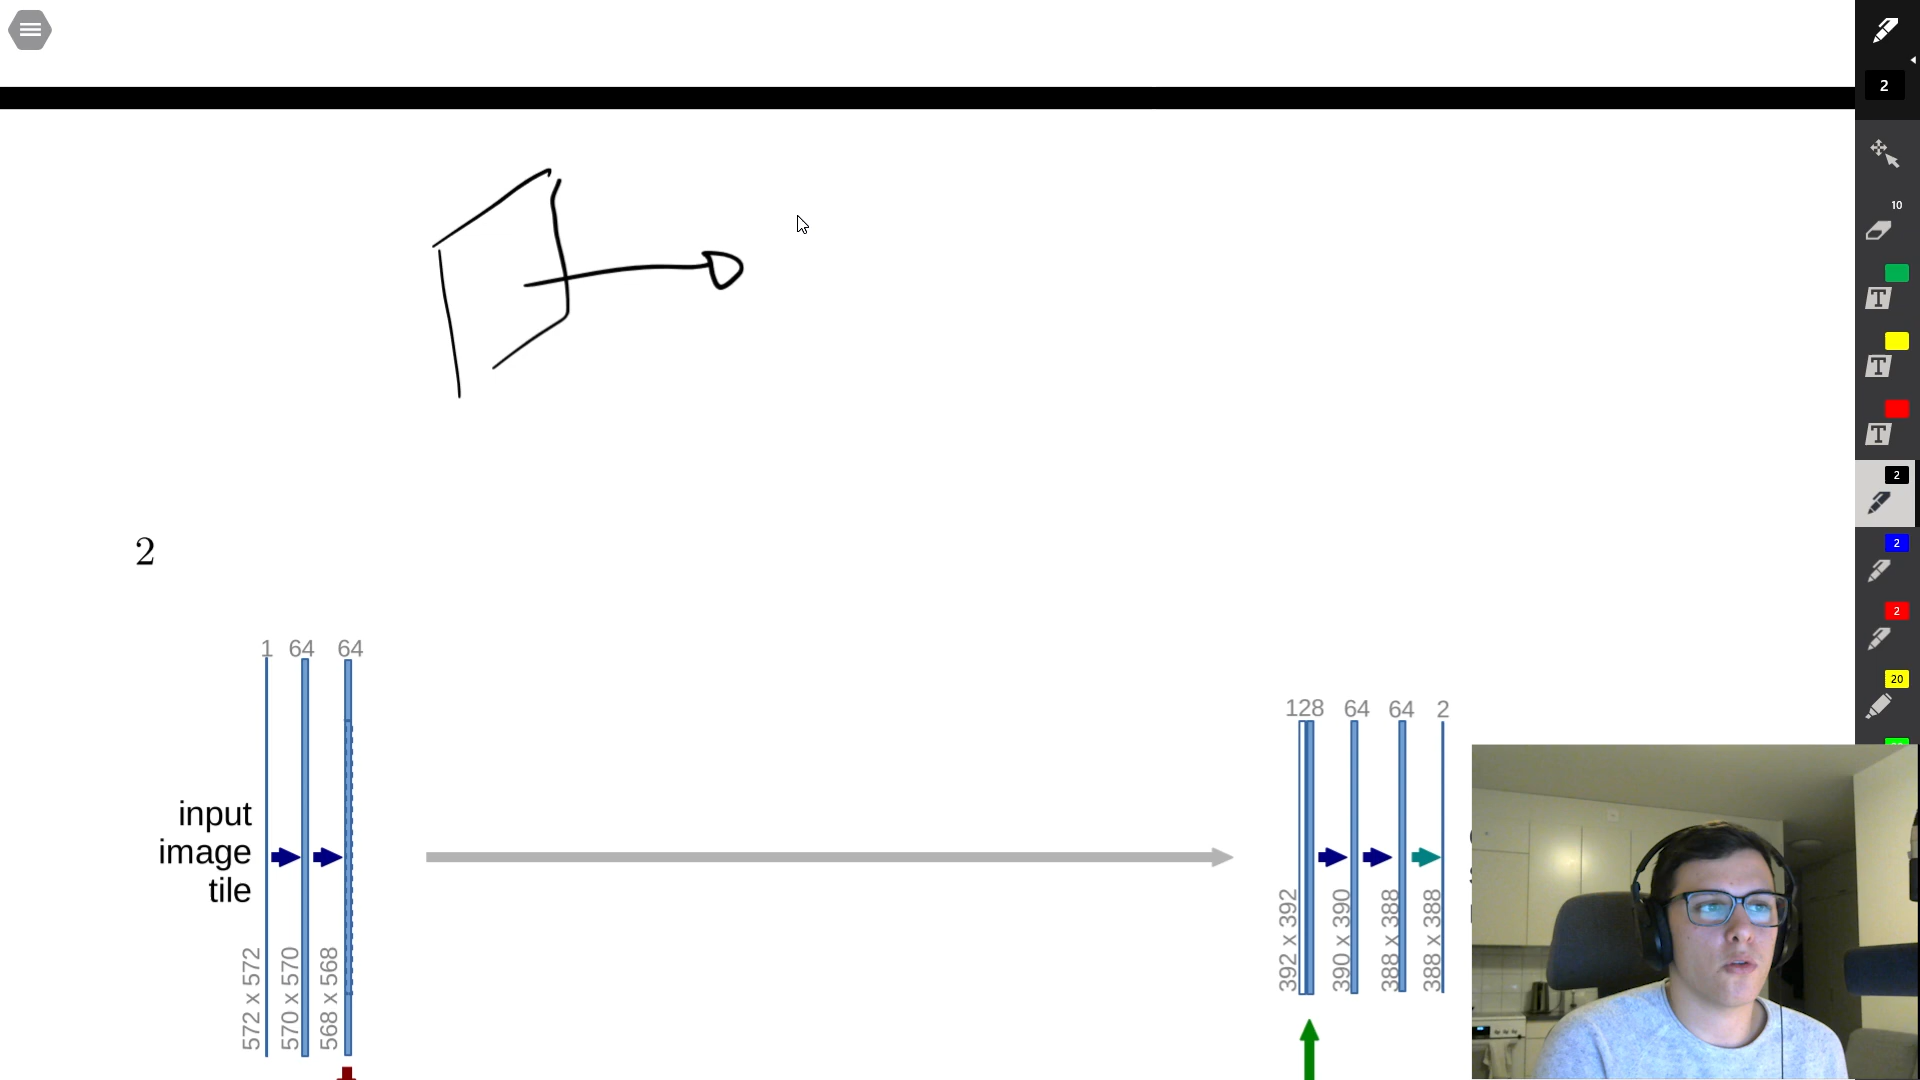 2
10
T
T
T
2
2
2
20
2
1 64 64
128 64 64 2
input
image
tile
572 x 572
570 x 570
568 x 568
392 x 392
390 x 390
388 x 388
388 x 388